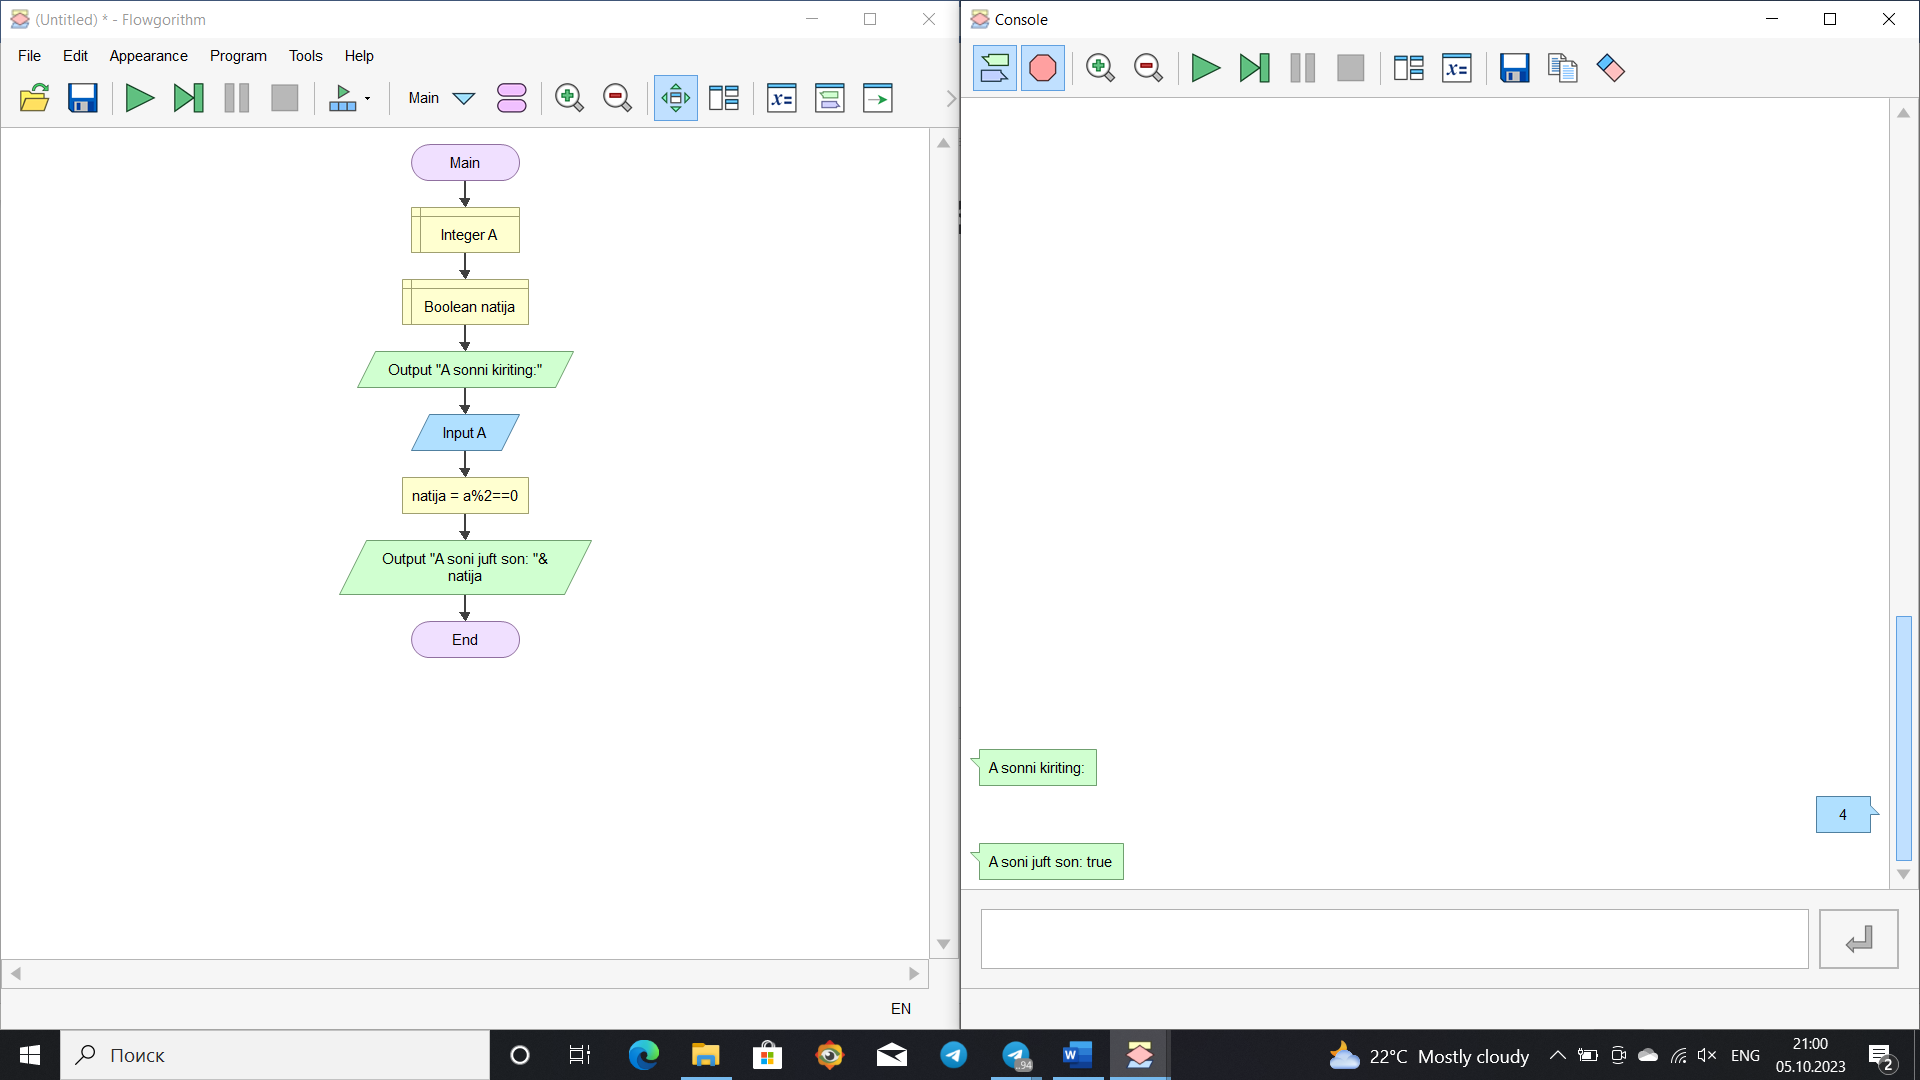 (Untitled) * - Flowgorithm
File Edit Appearance Program Tools Help
Main
x=
Main
Integer A
Boolean natija
Output "A sonni kiriting:"
Input A
natija = a%2==0
Output "A soni juft son: "&
natija
End
EN
Console
x=
A sonni kiriting:
4
A soni juft son: true
Поиск
..94
W
22°C Mostly cloudy
ENG
21:00
05.10.2023
2